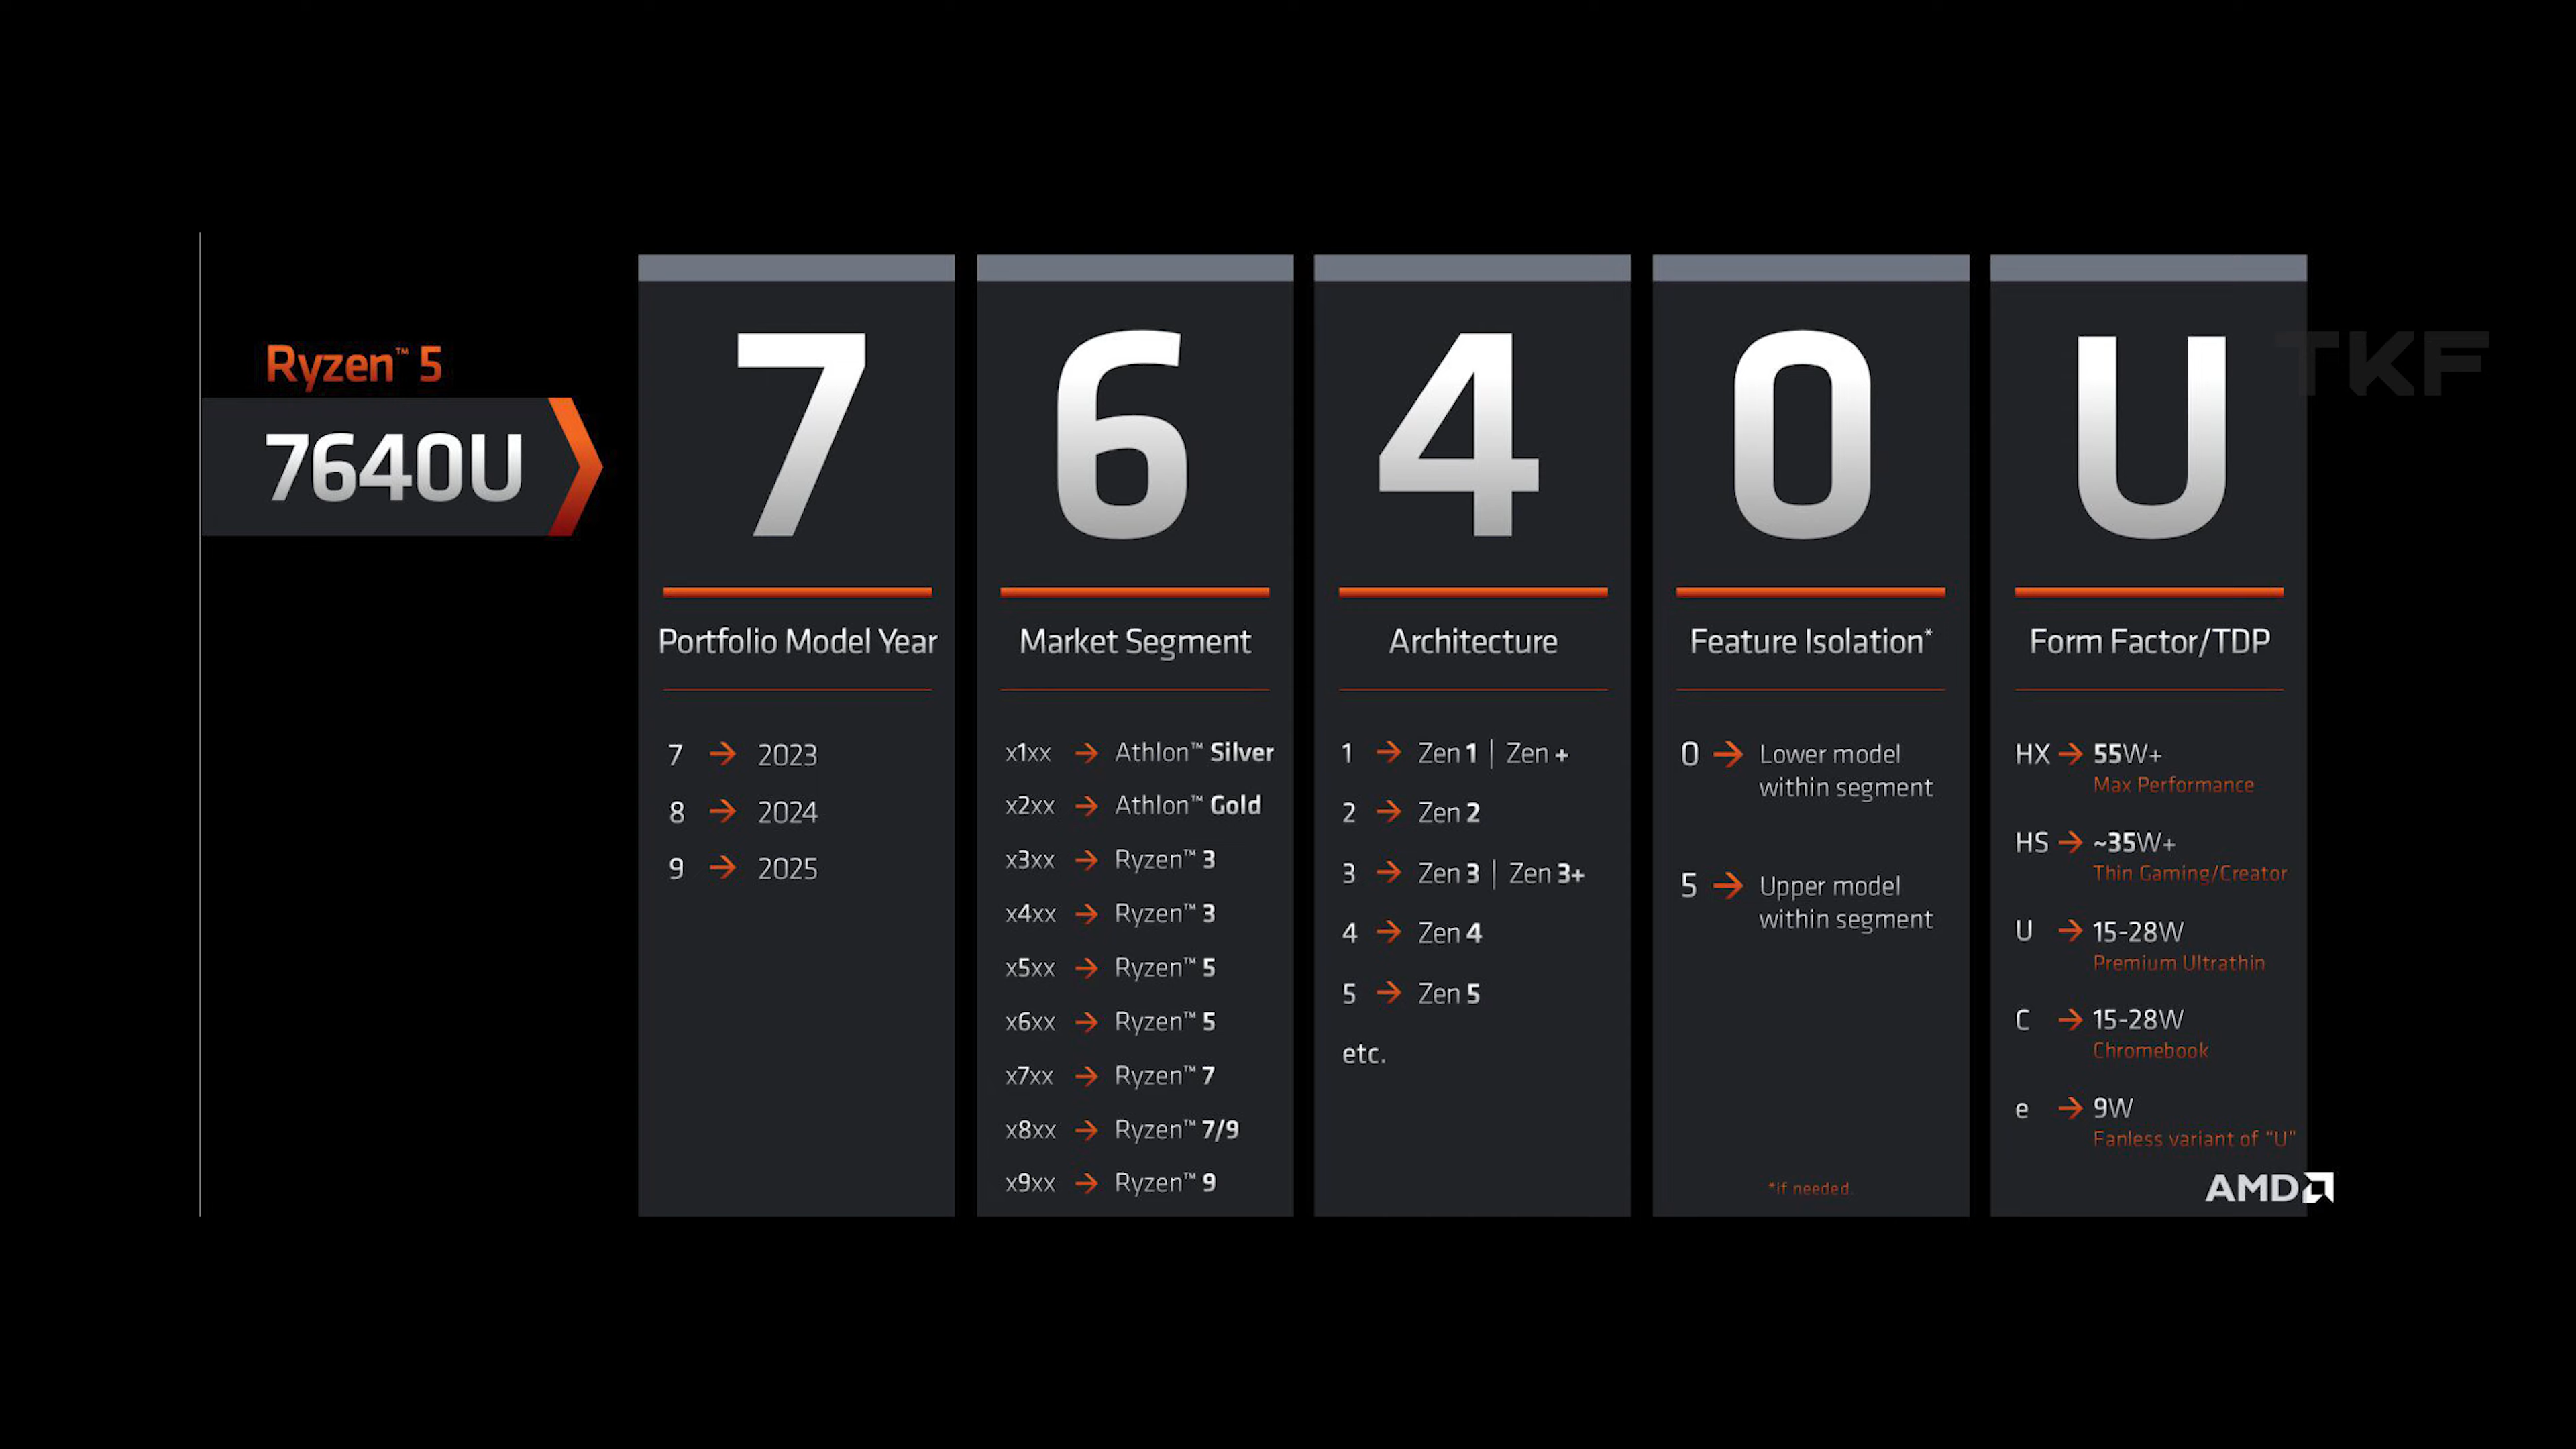 Ryzen™ 5
7640U
7
Portfolio Model Year
7 → 2023
8 → 2024
9 → 2025
6
Market Segment
x1xx → Athlon™ Silver
x2xx → Athlon™ Gold
x3xx → Ryzen™ 3
x4xx → Ryzen™ 3
x5xx → Ryzen™ 5
x6xx → Ryzen™ 5
x7xx → Ryzen™ 7
x8xx → Ryzen™ 7/9
x9xx → Ryzen™ 9
4
Architecture
1 → Zen 1 | Zen +
2 → Zen 2
3 → Zen 3 | Zen 3+
4 → Zen 4
5 → Zen 5
etc.
0
Feature Isolation*
0 → Lower model
within segment
5 → Upper model
within segment
*if needed.
U
Form Factor/TDP
HX → 55W+
Max Performance
HS → ~35W+
Thin Gaming/Creator
U → 15-28W
Premium Ultrathin
C → 15-28W
Chromebook
e → 9W
Fanless variant of "U"
AMD
TKF